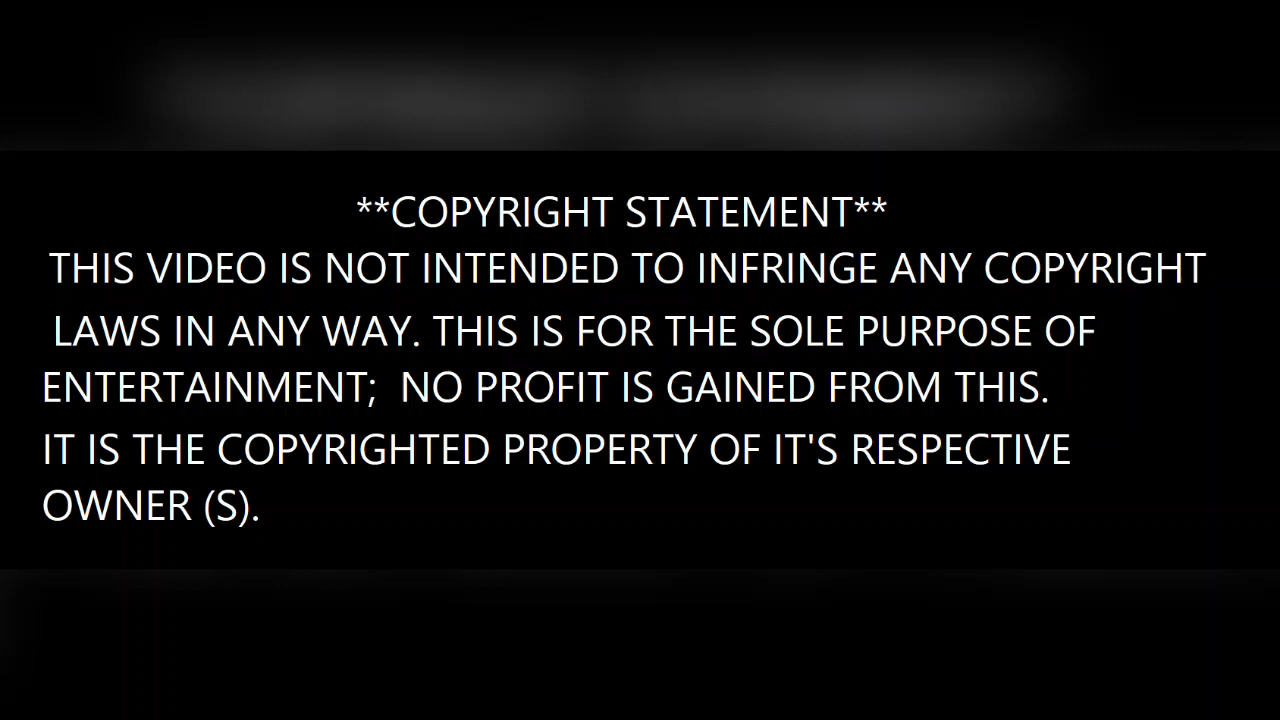 **COPYRIGHT STATEMENT**
THIS VIDEO IS NOT INTENDED TO INFRINGE ANY COPYRIGHT
LAWS IN ANY WAY. THIS IS FOR THE SOLE PURPOSE OF
ENTERTAINMENT;  NO PROFIT IS GAINED FROM THIS.
IT IS THE COPYRIGHTED PROPERTY OF IT'S RESPECTIVE
OWNER (S).